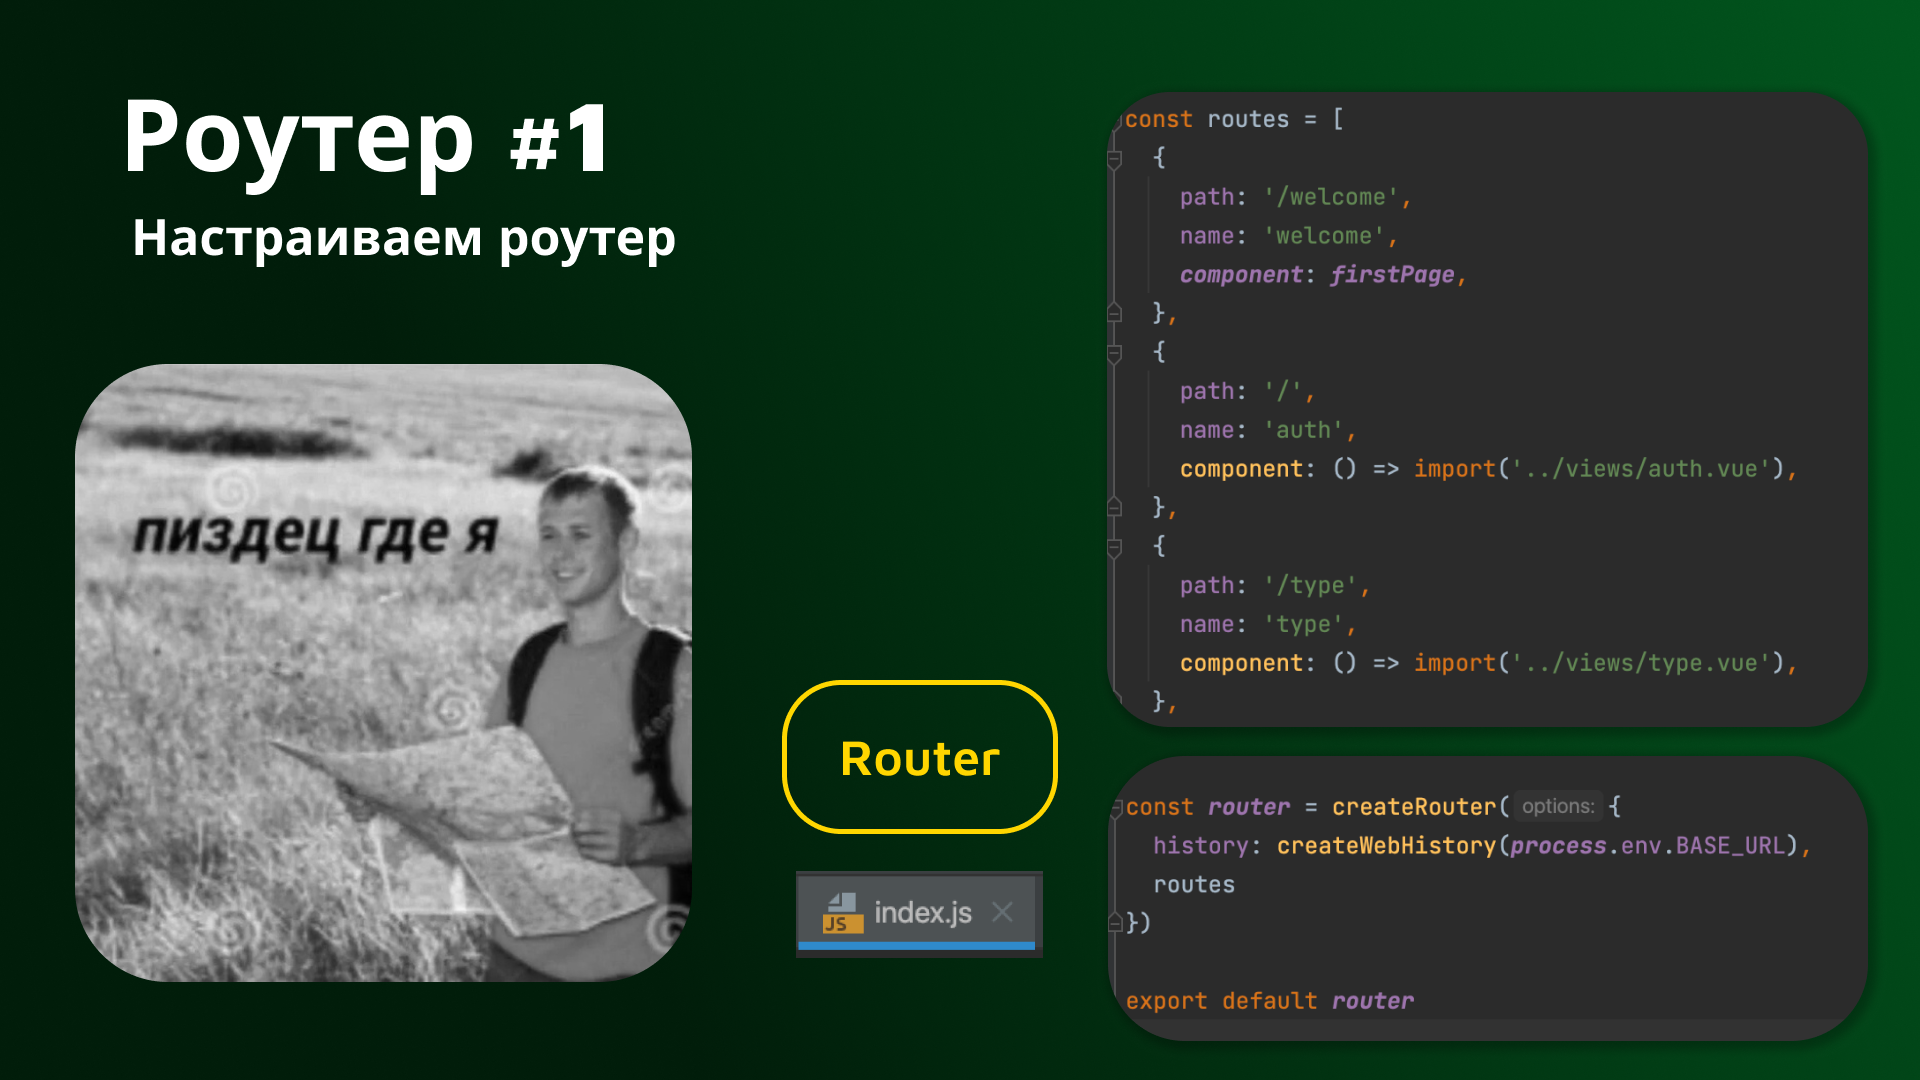 Роутер #1
Настраиваем роутер
пиздец где я
Router
JS index.js
const routes = [
{
path: '/welcome',
name: 'welcome',
component: firstPage,
},
{
path: '/',
name: 'auth',
component: () => import('../views/auth.vue'),
},
{
path: '/type',
name: 'type',
component: () => import('../views/type.vue'),
},
const router = createRouter( options: {
history: createWebHistory(process.env.BASE_URL),
routes
})
export default router